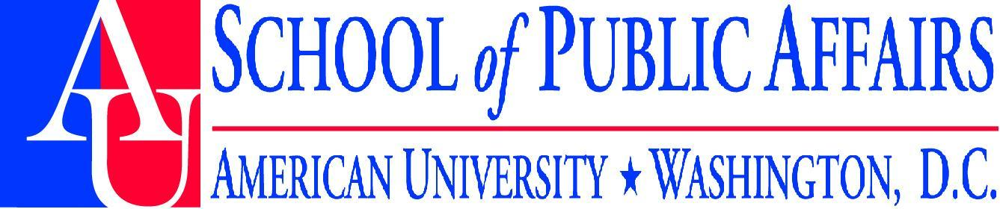 AU
SCHOOL of PUBLIC AFFAIRS
AMERICAN UNIVERSITY ★ WASHINGTON, D.C.